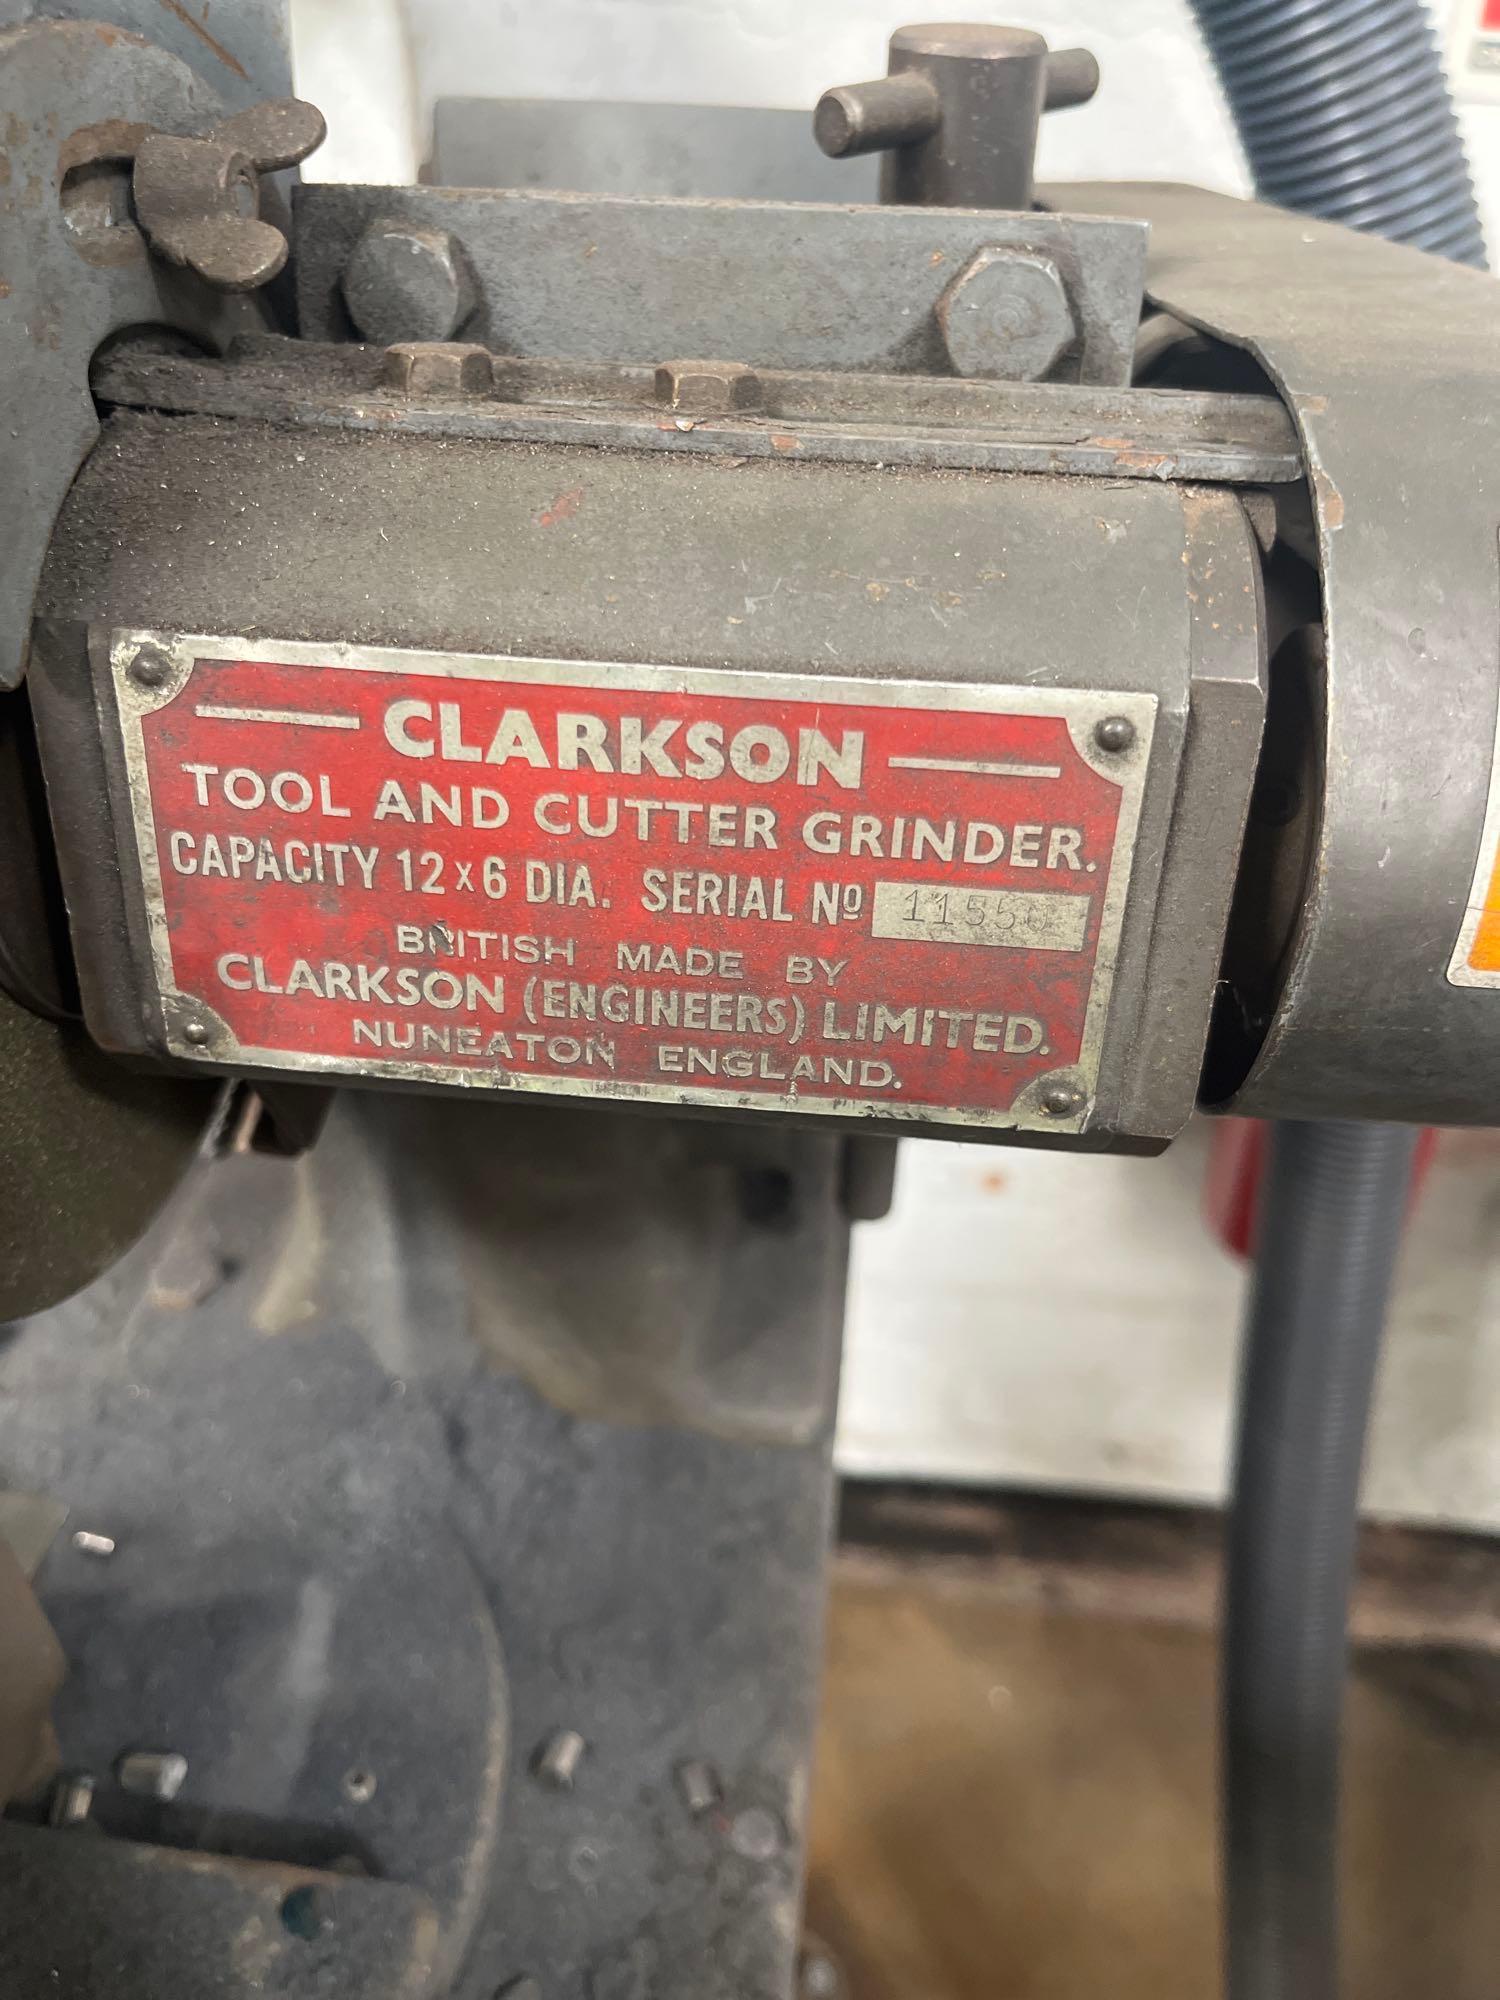 CLARKSON
TOOL AND CUTTER GRINDER.
CAPACITY 12 x 6 DIA. SERIAL Nº 11550
BRITISH MADE BY
CLARKSON (ENGINEERS) LIMITED.
NUNEATON ENGLAND.